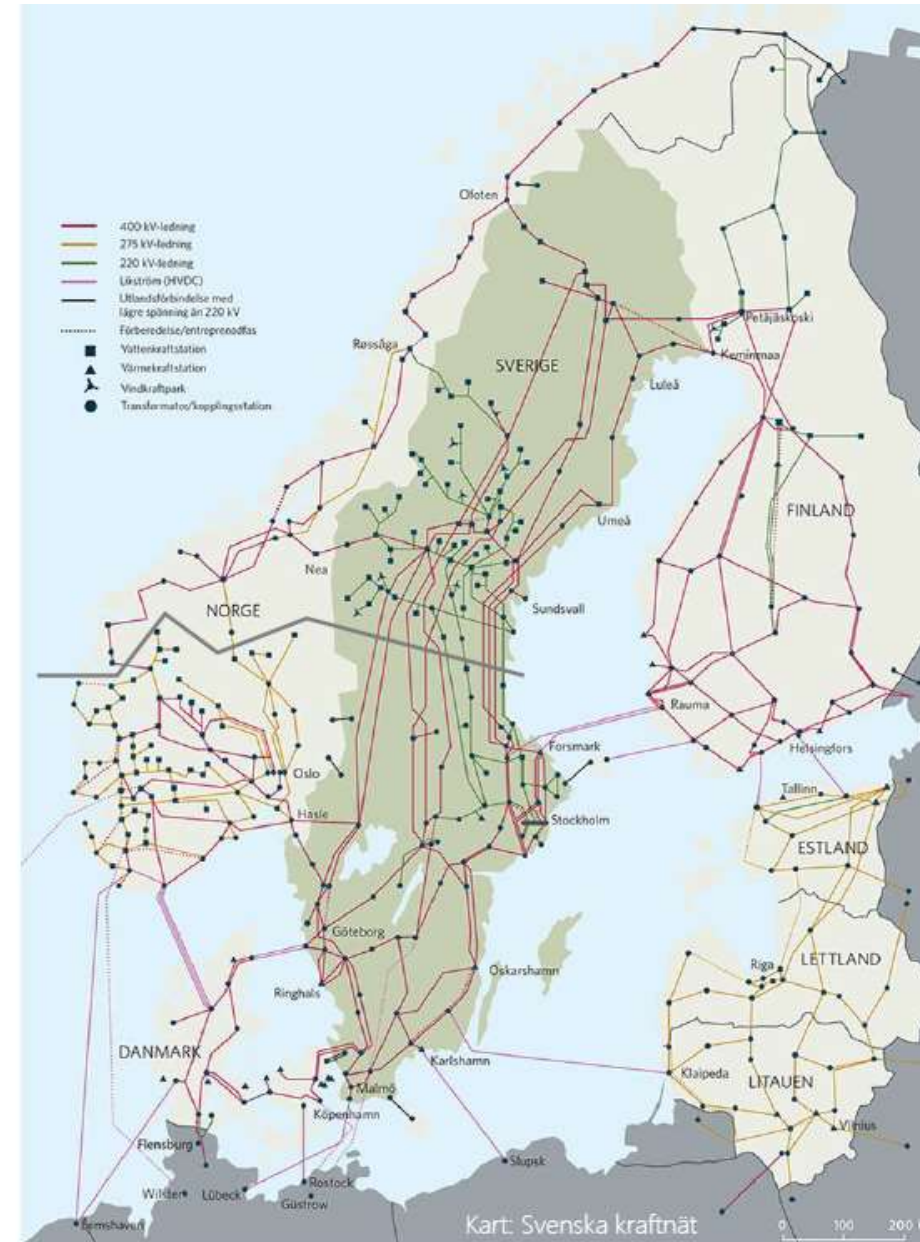 Ofoten
400 kV-ledning
275 kV-ledning
220 kV-ledning
Likström (HVDC)
Utlandsförbindelse med
lägre spänning än 220 kV
Förberedelse/entreprenadfas
Vattenkraftstation
Värmekraftstation
Vindkraftpark
Transformator/kopplingsstation
Petäjäskoski
Røssåga
Keminmaa
SVERIGE
Luleå
FINLAND
Umeå
Nea
NORGE
Sundsvall
Rauma
Forsmark
Helsingfors
Oslo
Tallinn
Hasle
Stockholm
ESTLAND
Göteborg
LETTLAND
Riga
Oskarshamn
Ringhals
DANMARK
Karlshamn
Klaipeda
LITAUEN
Malmö
Köpenhamn
Vilnius
Flensburg
Slupsk
Rostock
Wilster
Lübeck
Güstrow
Eemshaven
Kart: Svenska kraftnät
0 100 200